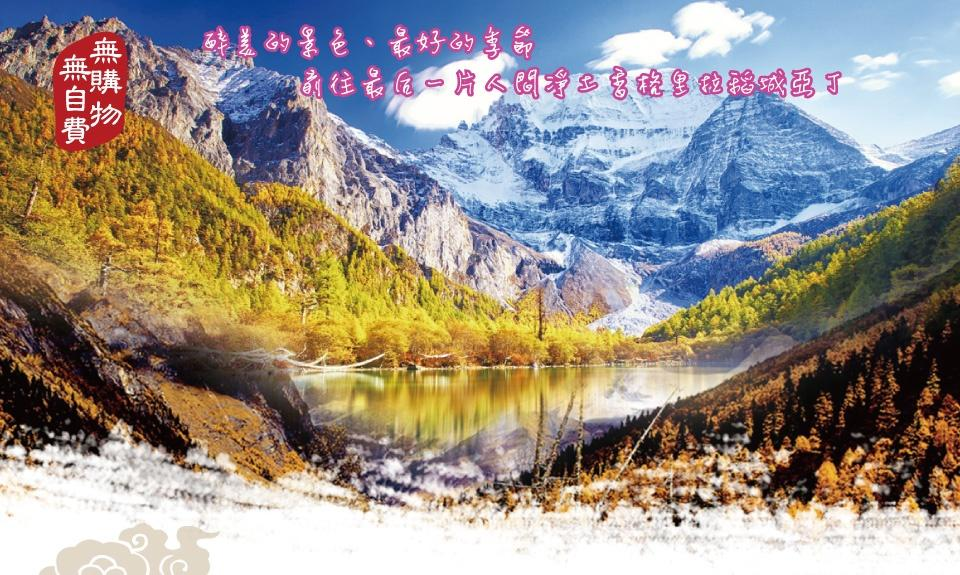 醉美的景色、最好的季節
前往最后一片人間淨土香格里拉稻城亞丁
無購物
無自費